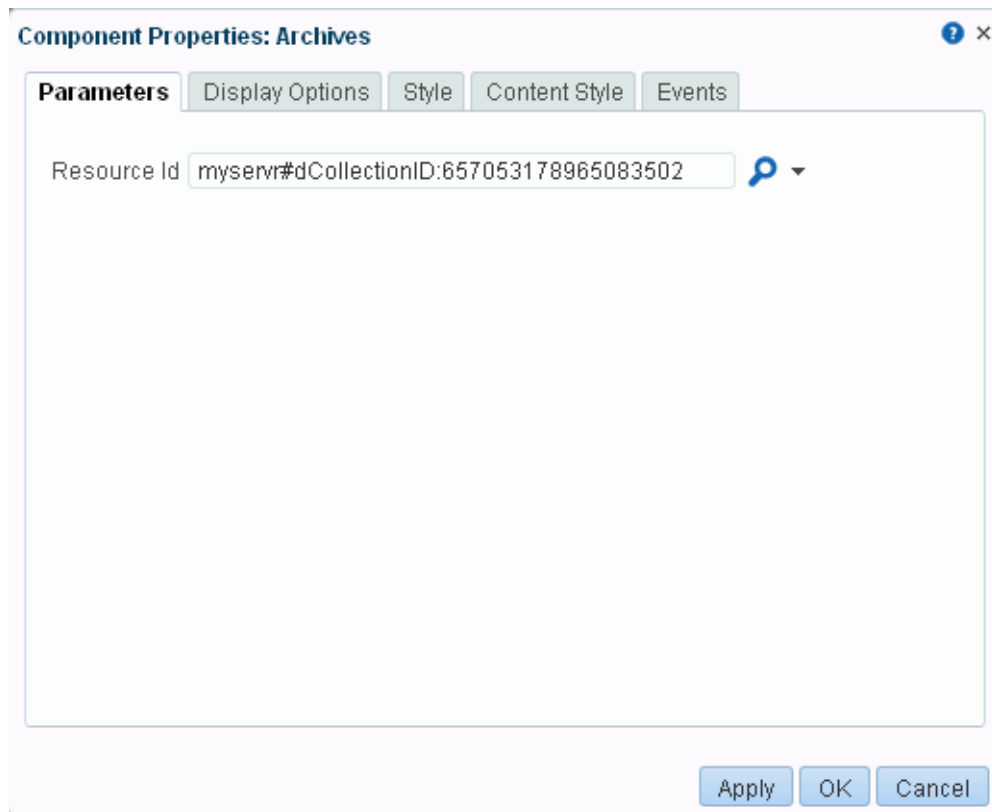 Component Properties: Archives
Parameters Display Options Style Content Style Events
Resource Id myservr#dCollectionID:657053178965083502
Apply OK Cancel